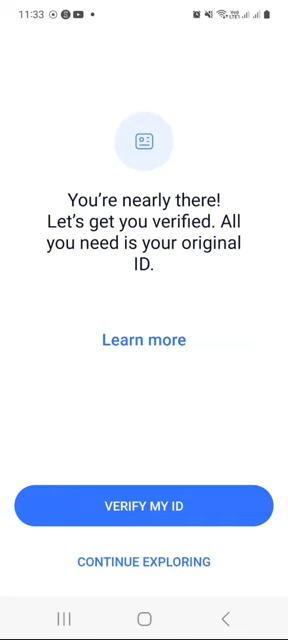 11:33
You're nearly there!
Let's get you verified. All
you need is your original
ID.
Learn more
VERIFY MY ID
CONTINUE EXPLORING